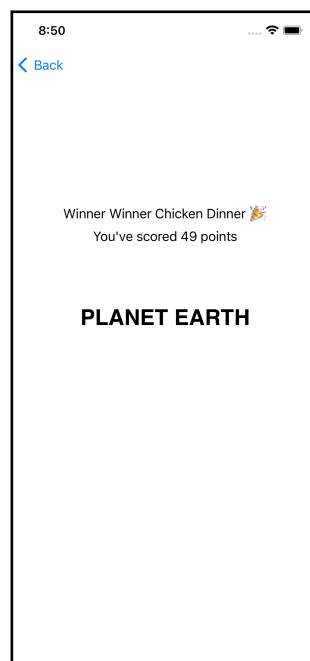 8:50
Back
Winner Winner Chicken Dinner 🎉
You've scored 49 points
PLANET EARTH